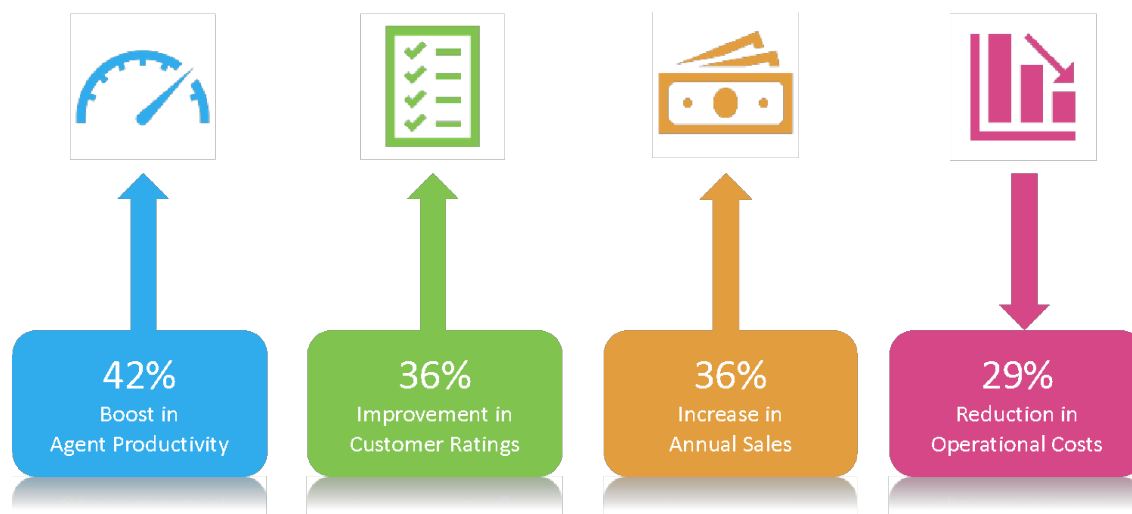 42%
Boost in
Agent Productivity
36%
Improvement in
Customer Ratings
36%
Increase in
Annual Sales
29%
Reduction in
Operational Costs